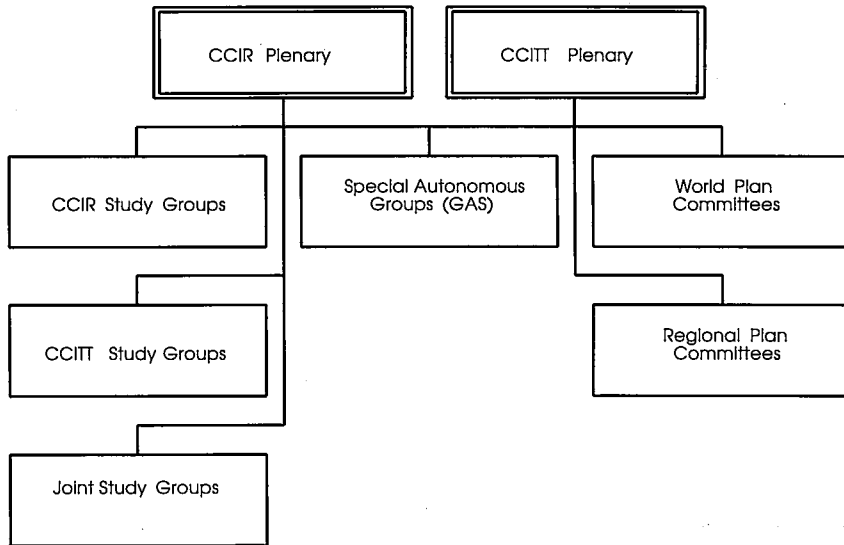 CCIR Plenary
CCITT Plenary
CCIR Study Groups
Special Autonomous
Groups (GAS)
World Plan
Committees
CCITT Study Groups
Regional Plan
Committees
Joint Study Groups